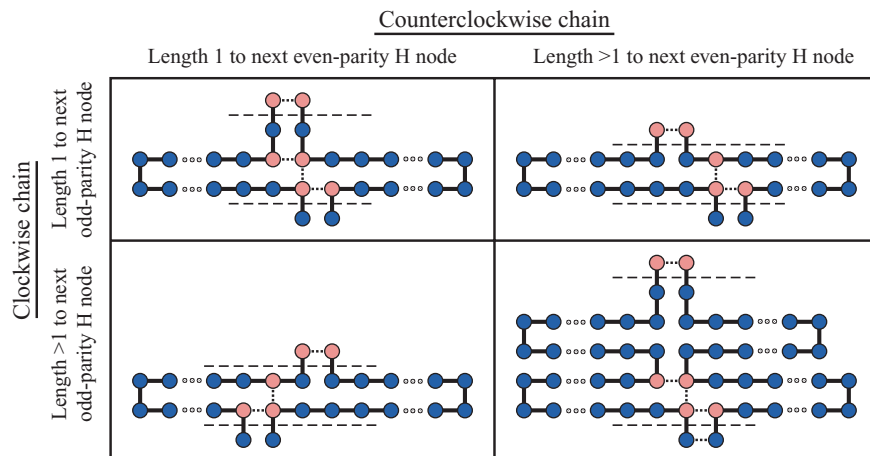 Counterclockwise chain
Length 1 to next even-parity H node
Length >1 to next even-parity H node
Clockwise chain
Length 1 to next
odd-parity H node
Length >1 to next
odd-parity H node